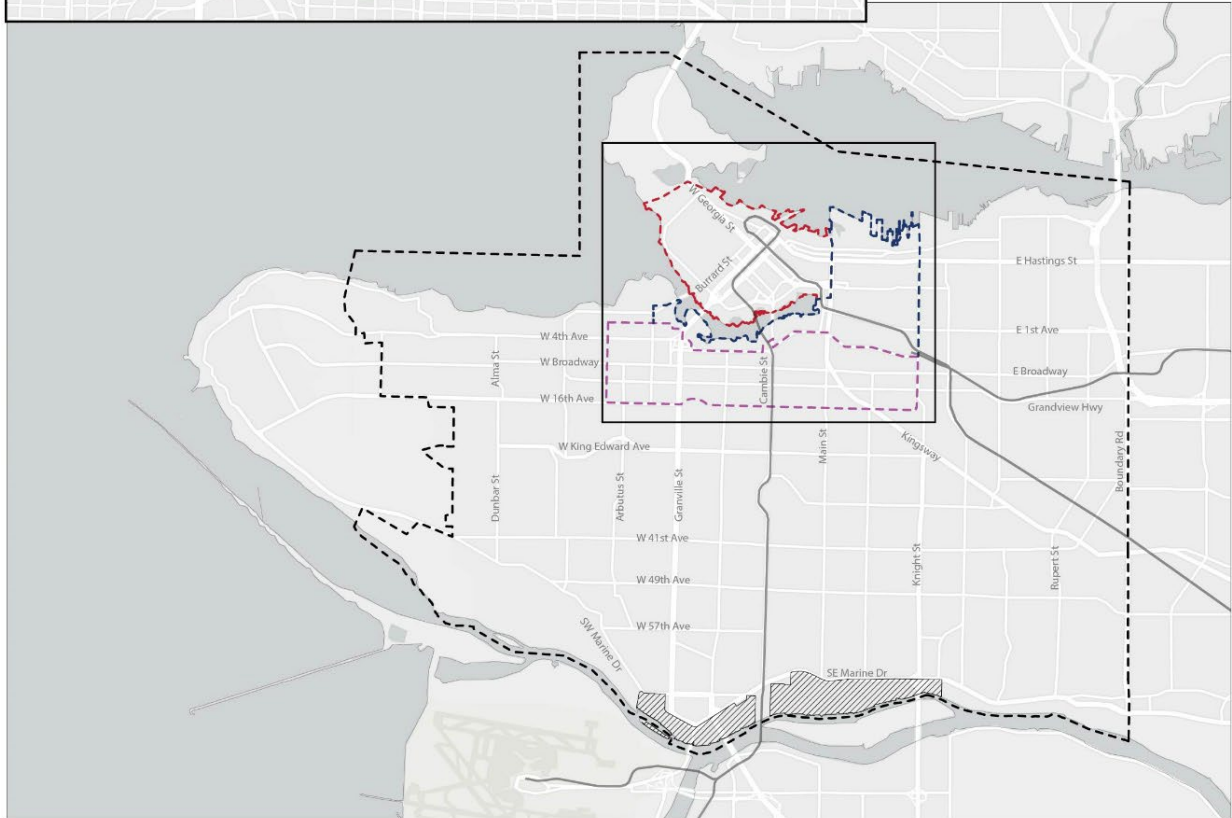 W Georgia St
Burrard St
E Hastings St
W 4th Ave
E 1st Ave
W Broadway
Alma St
Cambie St
E Broadway
W 16th Ave
Grandview Hwy
W King Edward Ave
Main St
Kingsway
Boundary Rd
Dunbar St
Arbutus St
Granville St
W 41st Ave
Knight St
Rupert St
W 49th Ave
W 57th Ave
SW Marine Dr
SE Marine Dr